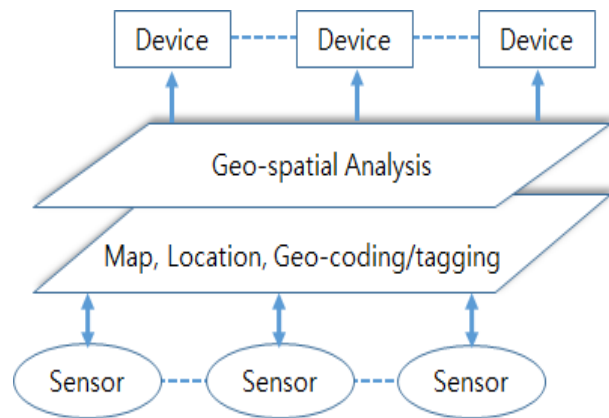 Device Device Device
Geo-spatial Analysis
Map, Location, Geo-coding/tagging
Sensor Sensor Sensor